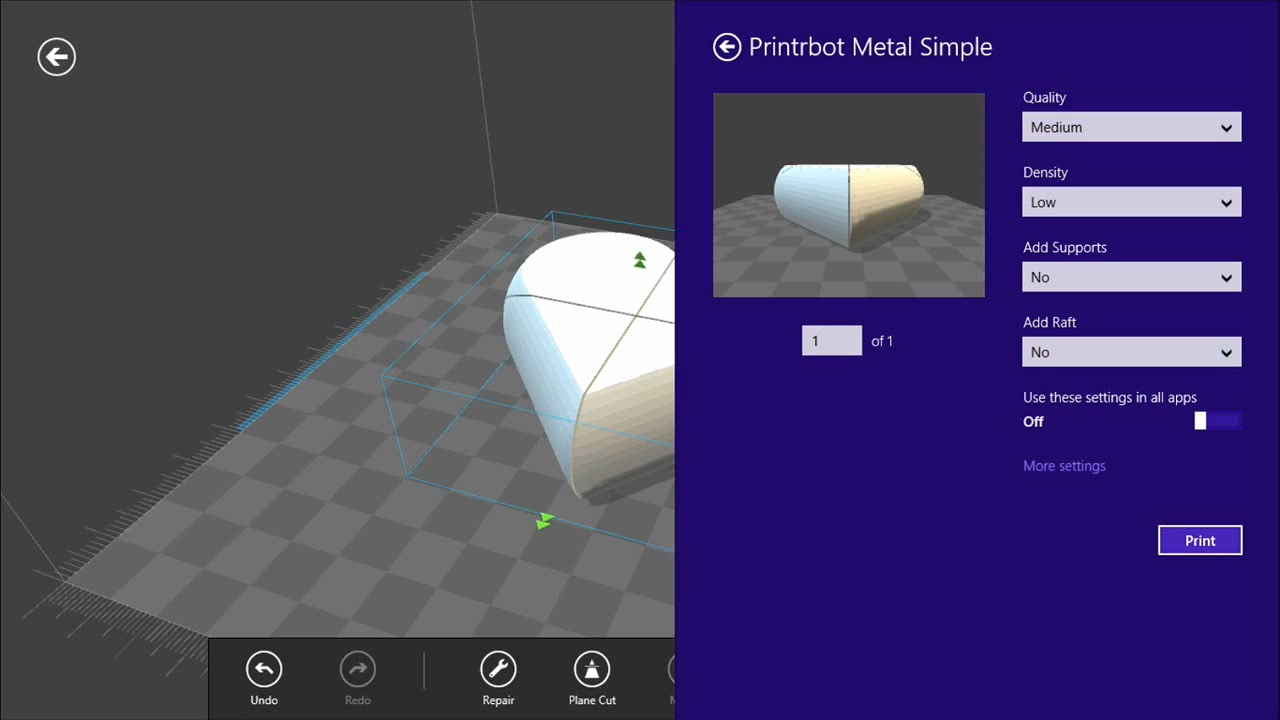 Printrbot Metal Simple
Quality
Medium
Density
Low
Add Supports
No
Add Raft
No
1 of 1
Use these settings in all apps
Off
More settings
Print
Undo
Redo
Repair
Plane Cut